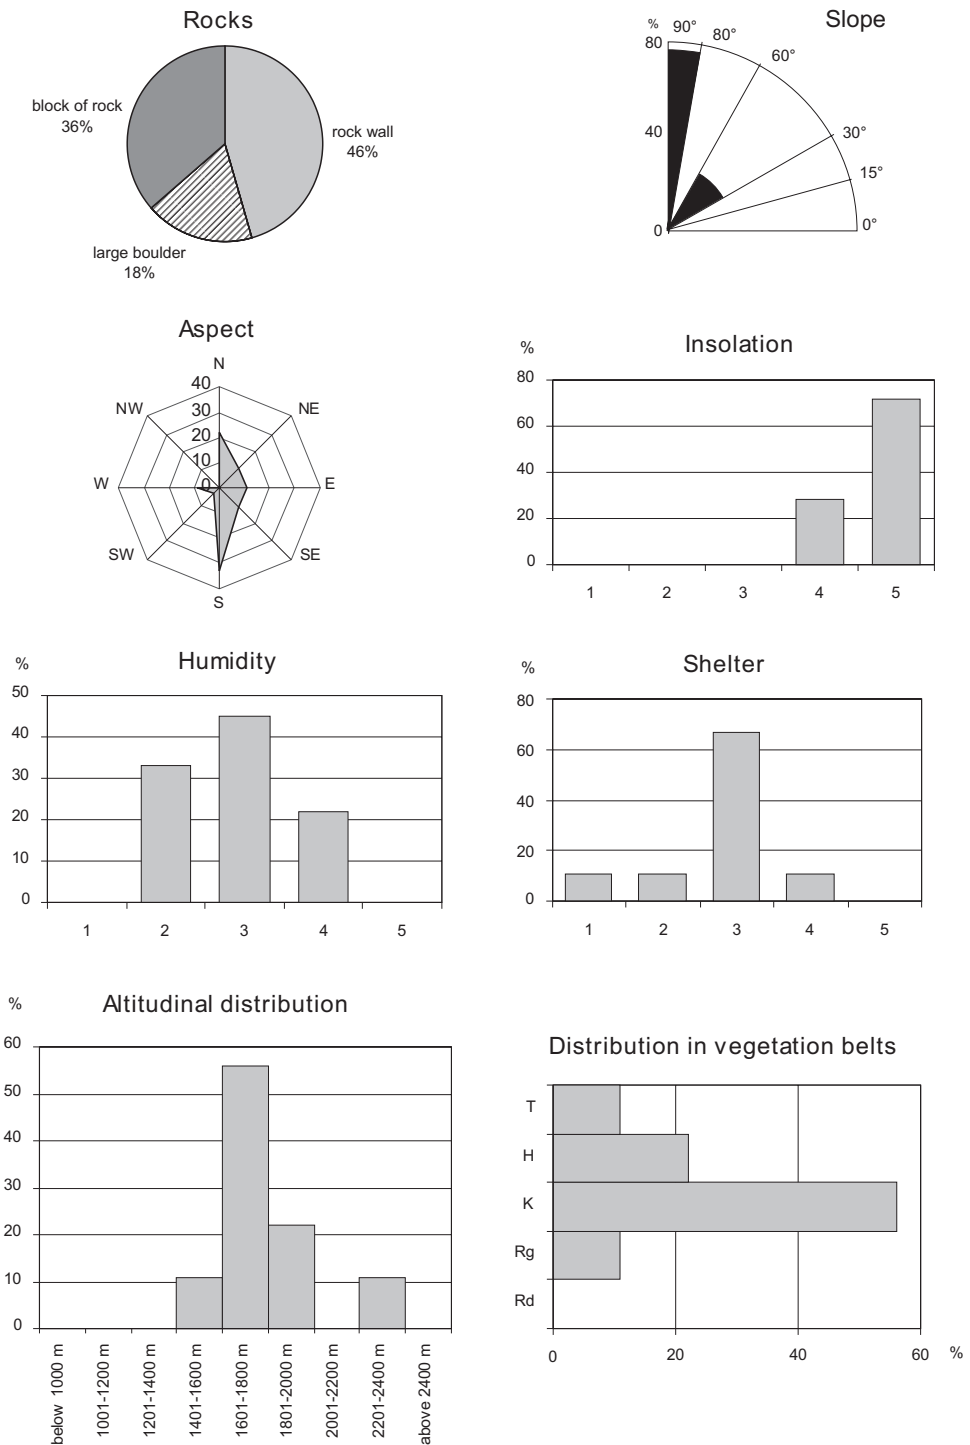 Rocks
block of rock
36%
rock wall
46%
large boulder
18%
Slope
%
90°
80°
60°
30°
15°
0°
80
40
0
Aspect
N
NE
E
SE
S
SW
W
NW
40
30
20
10
0
Insolation
%
80
60
40
20
0
1 2 3 4 5
Humidity
%
50
40
30
20
10
0
1 2 3 4 5
Shelter
%
80
60
40
20
0
1 2 3 4 5
Altitudinal distribution
%
60
50
40
30
20
10
0
below 1000 m
1001-1200 m
1201-1400 m
1401-1600 m
1601-1800 m
1801-2000 m
2001-2200 m
2201-2400 m
above 2400 m
Distribution in vegetation belts
T
H
K
Rg
Rd
0 20 40 60 %